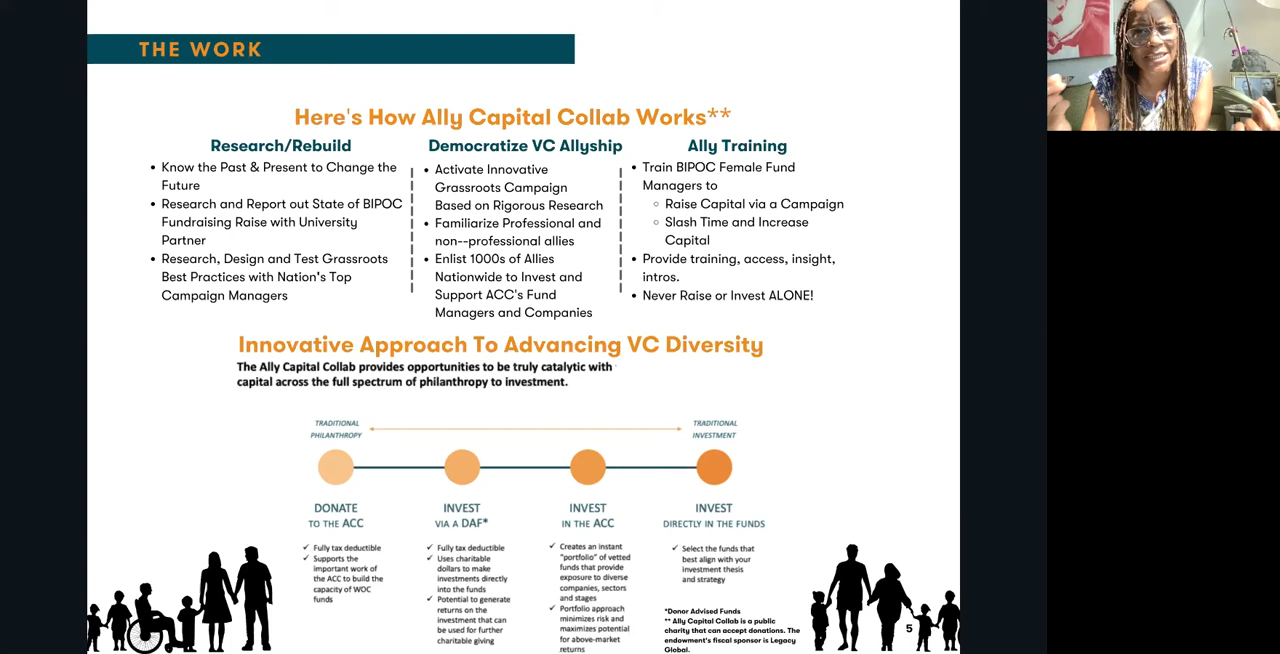 THE WORK
Here's How Ally Capital Collab Works**
Research/Rebuild
• Know the Past & Present to Change the
Future
• Research and Report out State of BIPOC
Fundraising Raise with University
Partner
• Research, Design and Test Grassroots
Best Practices with Nation's Top
Campaign Managers
Democratize VC Allyship
• Activate Innovative
Grassroots Campaign
Based on Rigorous Research
• Familiarize Professional and
non--professional allies
• Enlist 1000s of Allies
Nationwide to Invest and
Support ACC's Fund
Managers and Companies
Ally Training
• Train BIPOC Female Fund
Managers to
◦ Raise Capital via a Campaign
◦ Slash Time and Increase
Capital
• Provide training, access, insight,
intros.
• Never Raise or Invest ALONE!
Innovative Approach To Advancing VC Diversity
The Ally Capital Collab provides opportunities to be truly catalytic with
capital across the full spectrum of philanthropy to investment.
TRADITIONAL
PHILANTHROPY
TRADITIONAL
INVESTMENT
DONATE
TO THE ACC
✓ Fully tax deductible
✓ Supports the
important work of
the ACC to build the
capacity of WOC
funds
INVEST
VIA A DAF*
✓ Fully tax deductible
✓ Uses charitable
dollars to make
investments directly
into the funds
✓ Potential to generate
returns on the
investment that can
be used for further
charitable giving
INVEST
IN THE ACC
✓ Creates an instant
"portfolio" of vetted
funds that provide
exposure to diverse
companies, sectors
and stages
✓ Portfolio approach
minimizes risk and
maximizes potential
for above-market
returns
INVEST
DIRECTLY IN THE FUNDS
✓ Select the funds that
best align with your
investment thesis
and strategy
*Donor Advised Funds
** Ally Capital Collab is a public
charity that can accept donations. The
endowment's fiscal sponsor is Legacy
Global.
5